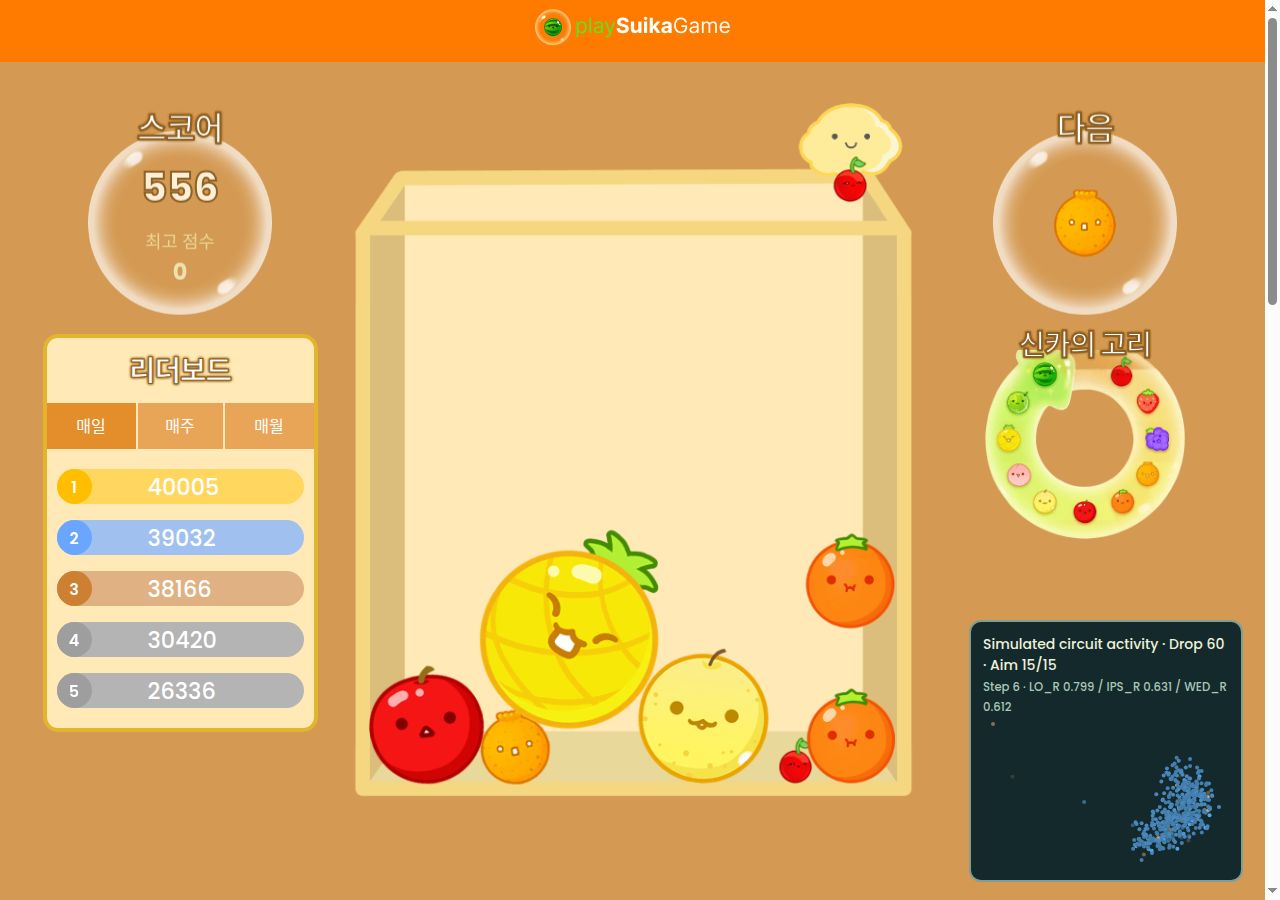 playSuikaGame
스코어
556
최고 점수
0
다음
신카의 고리
리더보드
매일 매주 매월
1 40005
2 39032
3 38166
4 30420
5 26336
Simulated circuit activity · Drop 60
· Aim 15/15
Step 6 · LO_R 0.799 / IPS_R 0.631 / WED_R
0.612